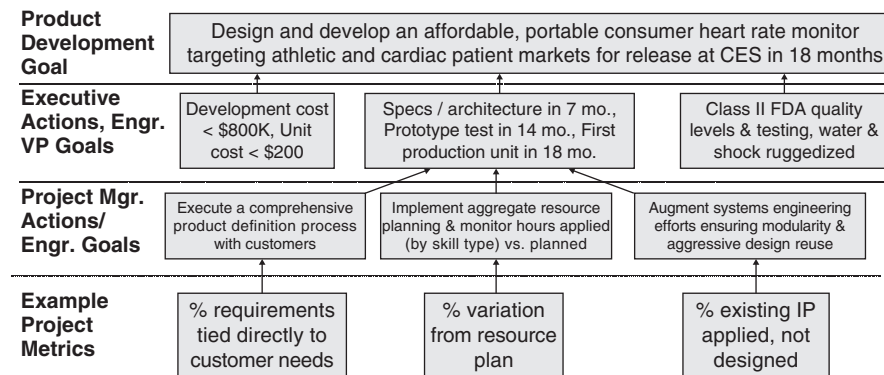 Product
Development
Goal
Design and develop an affordable, portable consumer heart rate monitor
targeting athletic and cardiac patient markets for release at CES in 18 months
Executive
Actions, Engr.
VP Goals
Development cost
< $800K, Unit
cost < $200
Specs / architecture in 7 mo.,
Prototype test in 14 mo., First
production unit in 18 mo.
Class II FDA quality
levels & testing, water &
shock ruggedized
Project Mgr.
Actions/
Engr. Goals
Execute a comprehensive
product definition process
with customers
Implement aggregate resource
planning & monitor hours applied
(by skill type) vs. planned
Augment systems engineering
efforts ensuring modularity &
aggressive design reuse
Example
Project
Metrics
% requirements
tied directly to
customer needs
% variation
from resource
plan
% existing IP
applied, not
designed